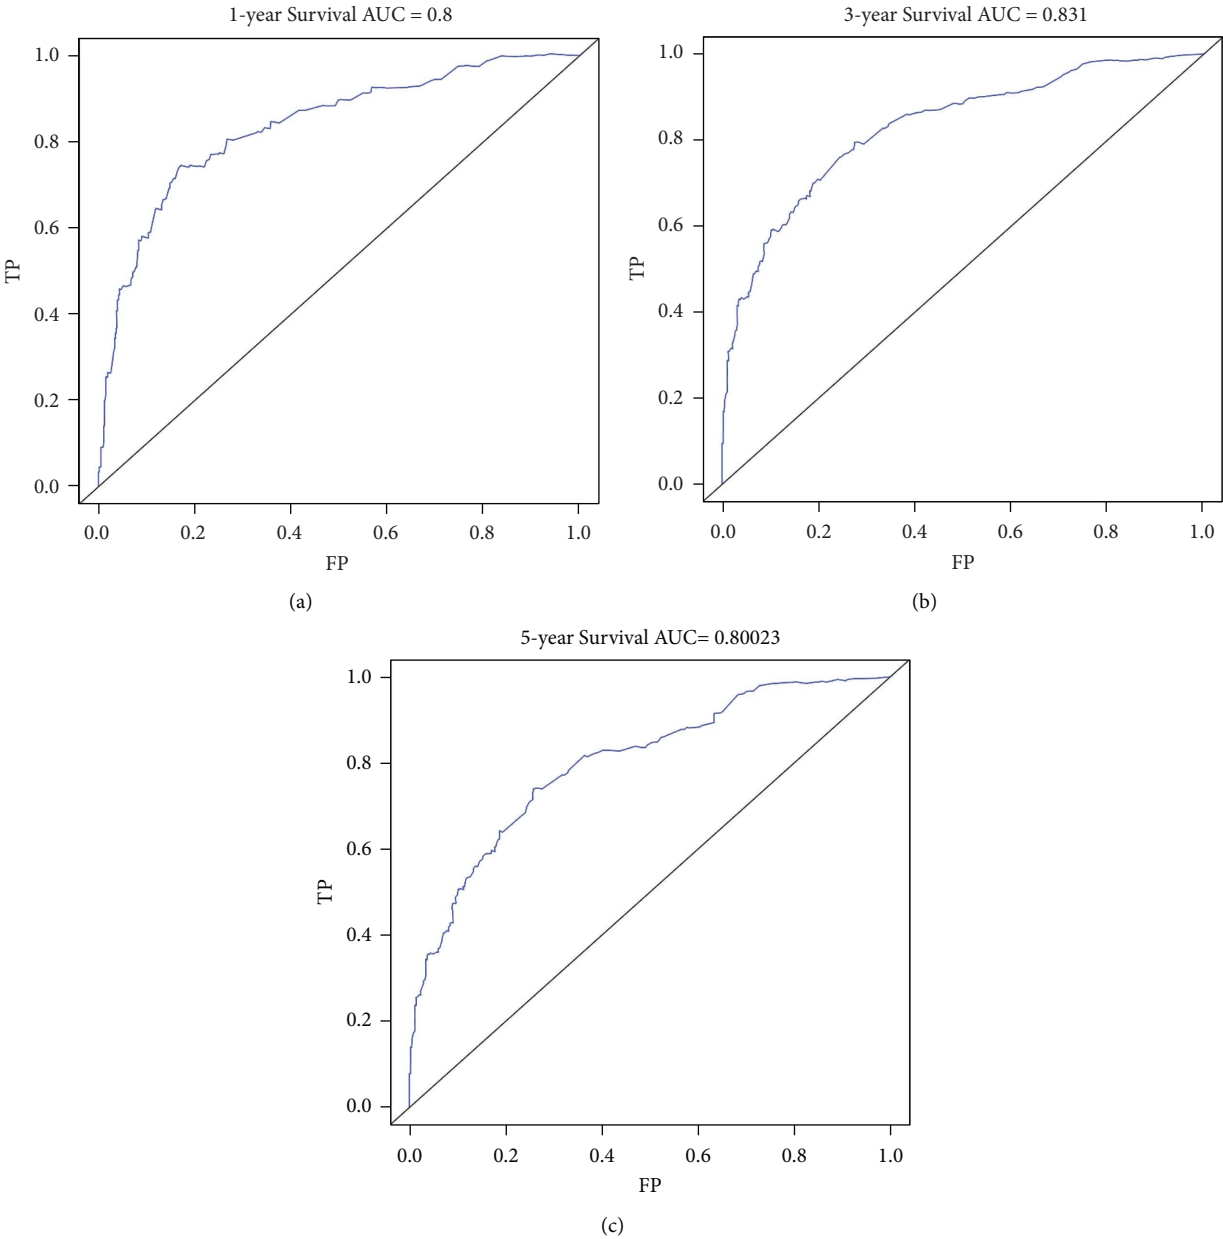 1-year Survival AUC = 0.8
1.0
0.8
0.6
0.4
0.2
0.0
TP
0.0 0.2 0.4 0.6 0.8 1.0
FP
(a)
3-year Survival AUC = 0.831
1.0
0.8
0.6
0.4
0.2
0.0
TP
0.0 0.2 0.4 0.6 0.8 1.0
FP
(b)
5-year Survival AUC= 0.80023
1.0
0.8
0.6
0.4
0.2
0.0
TP
0.0 0.2 0.4 0.6 0.8 1.0
FP
(c)